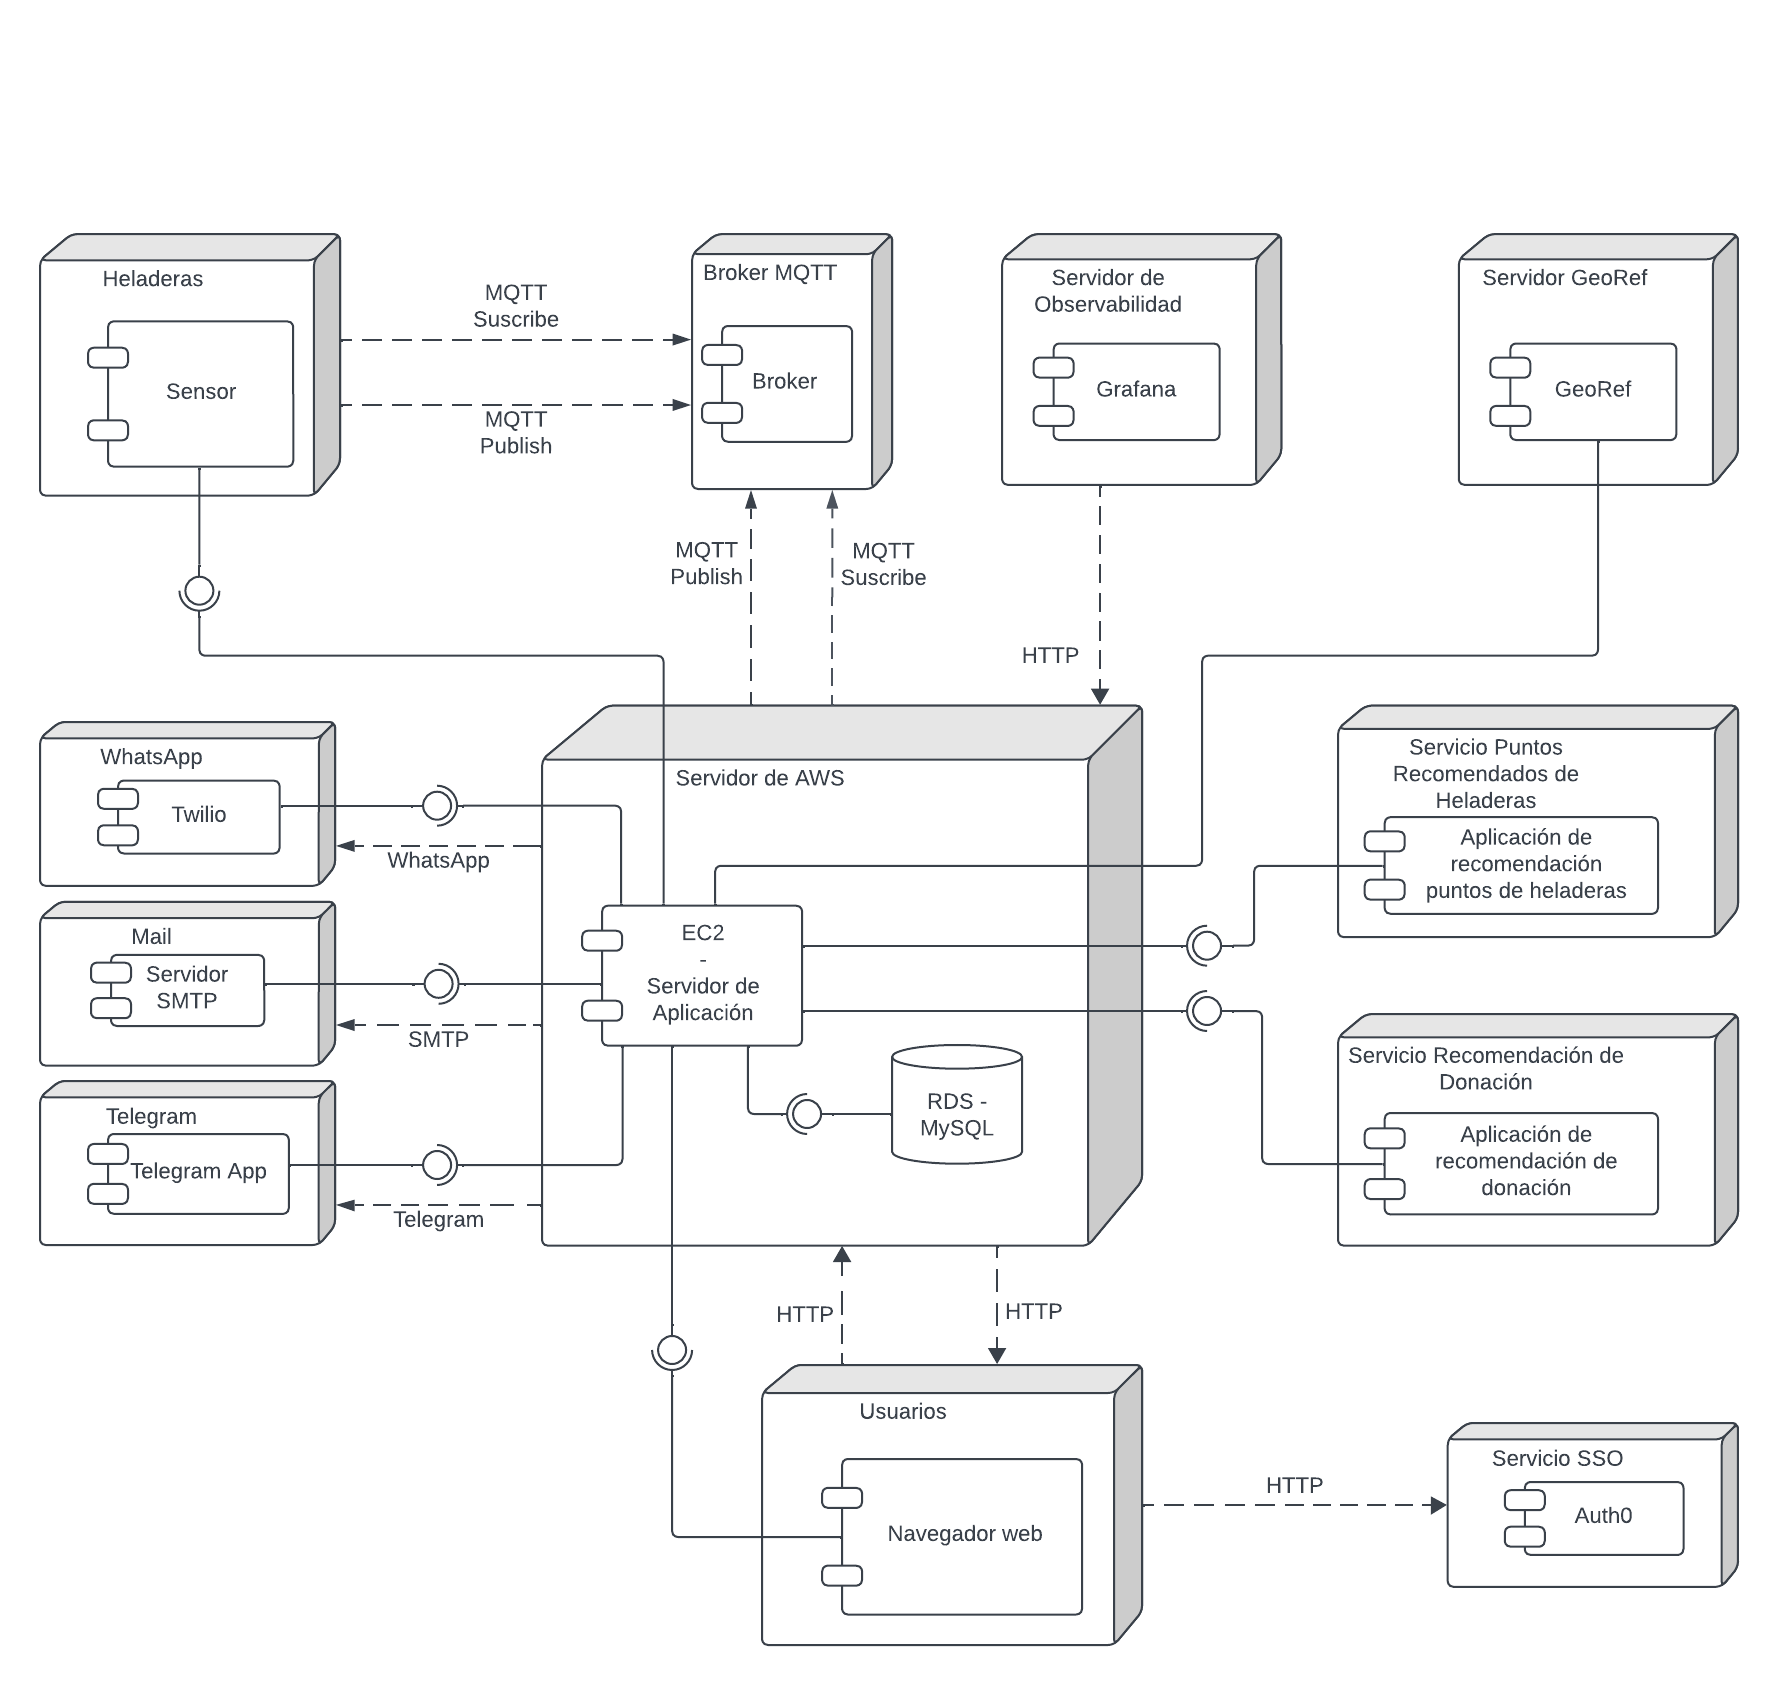 Heladeras
Sensor
MQTT
Suscribe
MQTT
Publish
Broker MQTT
Broker
Servidor de
Observabilidad
Grafana
Servidor GeoRef
GeoRef
MQTT
Publish
MQTT
Suscribe
HTTP
WhatsApp
Twilio
WhatsApp
Mail
Servidor
SMTP
SMTP
Telegram
Telegram App
Telegram
Servidor de AWS
EC2
-
Servidor de
Aplicación
RDS -
MySQL
Servicio Puntos
Recomendados de
Heladeras
Aplicación de
recomendación
puntos de heladeras
Servicio Recomendación de
Donación
Aplicación de
recomendación de
donación
HTTP
HTTP
Usuarios
Navegador web
HTTP
Servicio SSO
Auth0